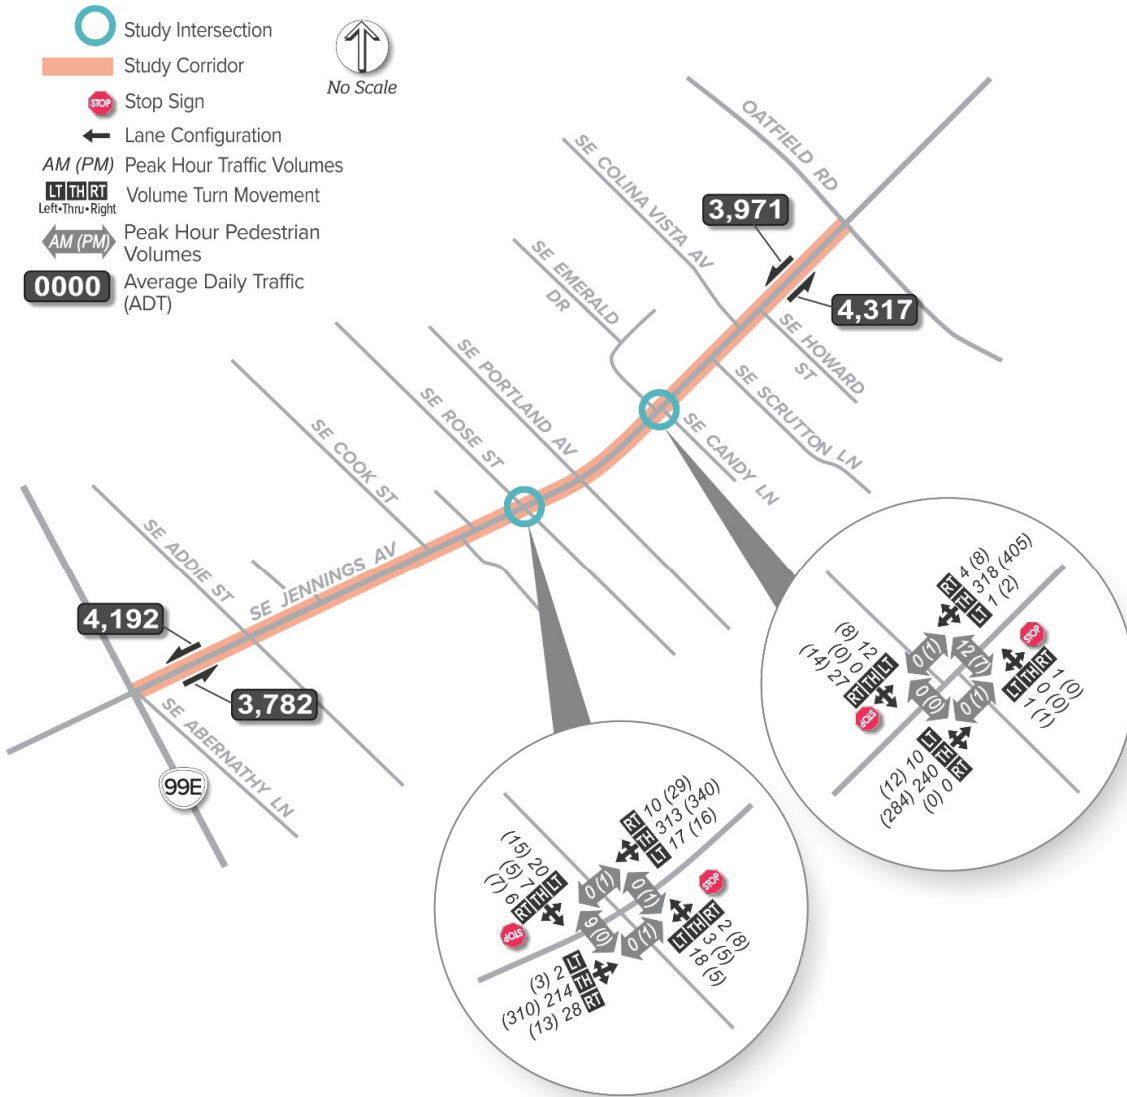 Study Intersection
Study Corridor
STOP Stop Sign
Lane Configuration
AM (PM) Peak Hour Traffic Volumes
LT TH RT Volume Turn Movement
Left•Thru•Right
AM (PM) Peak Hour Pedestrian
Volumes
0000 Average Daily Traffic
(ADT)
No Scale
OATFIELD RD
SE COLINA VISTA AV
3,971
4,317
SE EMERALD
DR
SE HOWARD
ST
SE SCRUTTON LN
SE CANDY LN
SE PORTLAND AV
SE ROSE ST
SE COOK ST
SE JENNINGS AV
SE ADDIE ST
4,192
3,782
SE ABERNATHY LN
99E
RT 4 (8)
TH 318 (405)
LT 1 (2)
STOP
(8) 12 LT
(0) 0 TH
(14) 27 RT
STOP
0 (1)
12 (7)
0 (0)
0 (1)
RT 1 (0)
TH 0 (0)
LT 1 (1)
(12) 10 LT
(284) 240 TH
(0) 0 RT
RT 10 (29)
TH 313 (340)
LT 17 (16)
STOP
(15) 20 LT
(5) 7 TH
(7) 6 RT
STOP
0 (1)
0 (1)
9 (0)
0 (1)
RT 2 (8)
TH 3 (5)
LT 18 (5)
(3) 2 LT
(310) 214 TH
(13) 28 RT